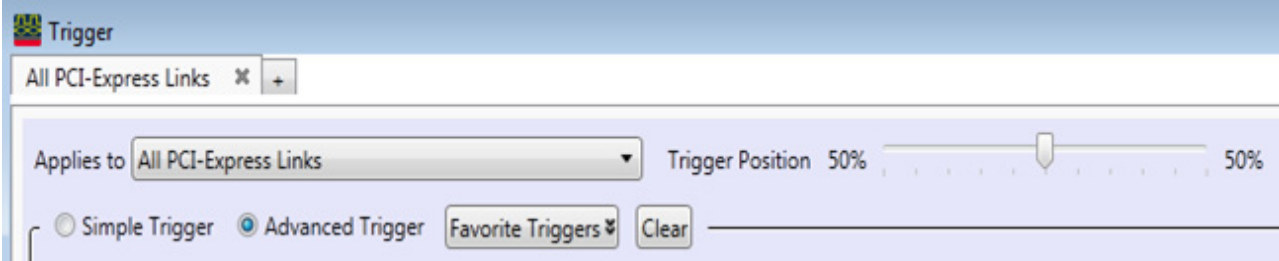 Trigger
All PCI-Express Links +
Applies to All PCI-Express Links Trigger Position 50% 50%
Simple Trigger Advanced Trigger Favorite Triggers Clear